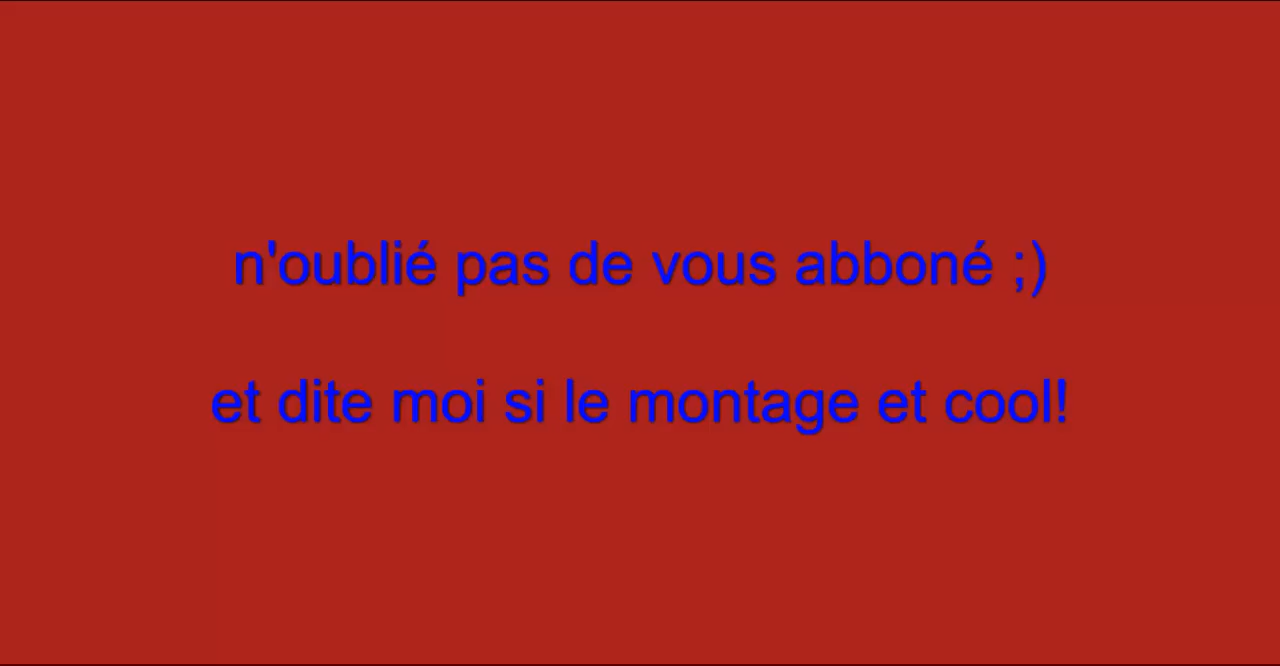 n'oublié pas de vous abboné ;)
et dite moi si le montage et cool!